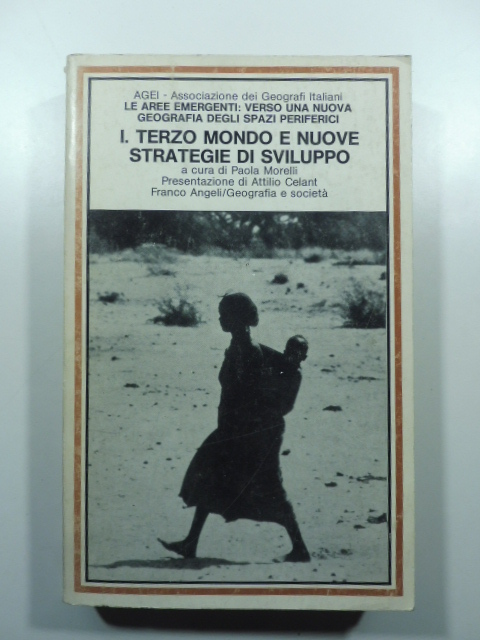 AGEI - Associazione dei Geografi Italiani
LE AREE EMERGENTI: VERSO UNA NUOVA
GEOGRAFIA DEGLI SPAZI PERIFERICI
I. TERZO MONDO E NUOVE
STRATEGIE DI SVILUPPO
a cura di Paola Morelli
Presentazione di Attilio Celant
Franco Angeli/Geografia e società